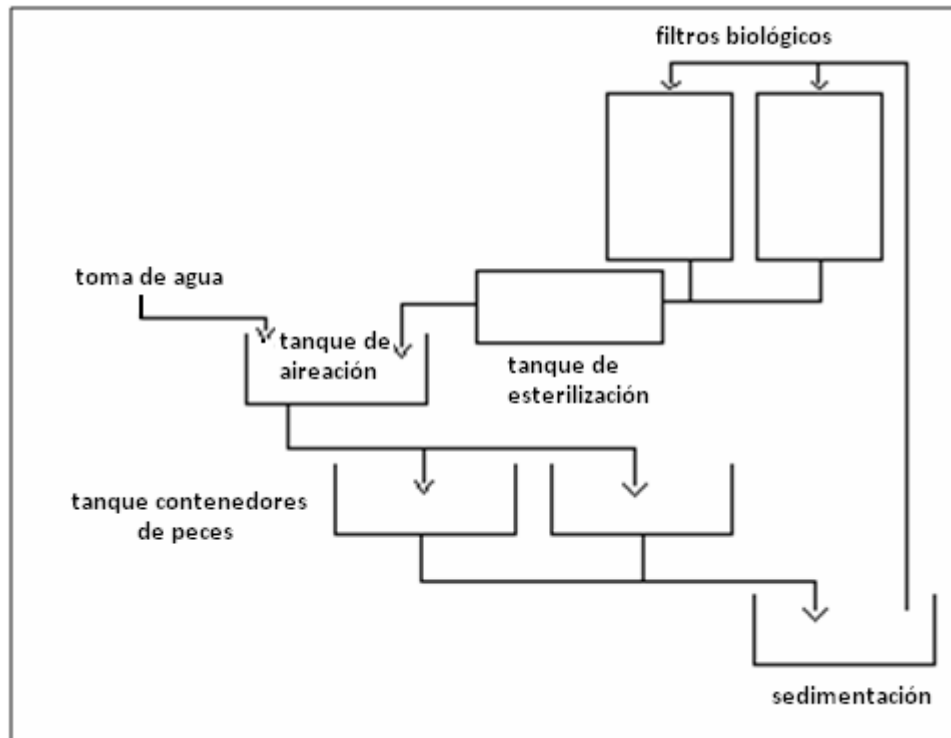 filtros biológicos
toma de agua
tanque de
aireación
tanque de
esterilización
tanque contenedores
de peces
sedimentación